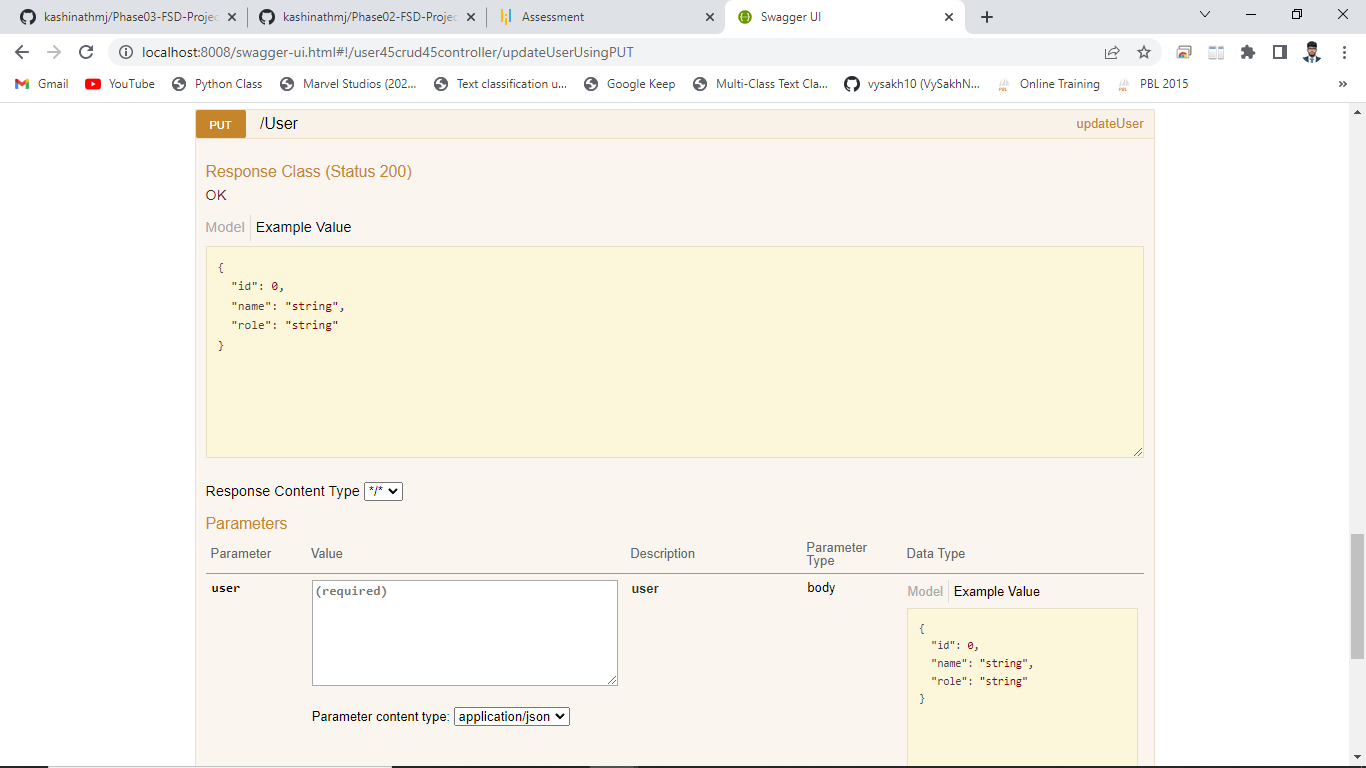 kashinathmj/Phase03-FSD-Projec
kashinathmj/Phase02-FSD-Projec
Assessment
Swagger UI
localhost:8008/swagger-ui.html#!/user45crud45controller/updateUserUsingPUT
Gmail
YouTube
Python Class
Marvel Studios (202...
Text classification u...
Google Keep
Multi-Class Text Cla...
vysakh10 (VySakhN...
PBL
Online Training
PBL
PBL 2015
»
PUT /User updateUser
Response Class (Status 200)
OK
Model Example Value
{
"id": 0,
"name": "string",
"role": "string"
}
Response Content Type */*
Parameters
Parameter Value Description Parameter Type Data Type
user (required) user body Model Example Value
{
"id": 0,
"name": "string",
"role": "string"
}
Parameter content type: application/json